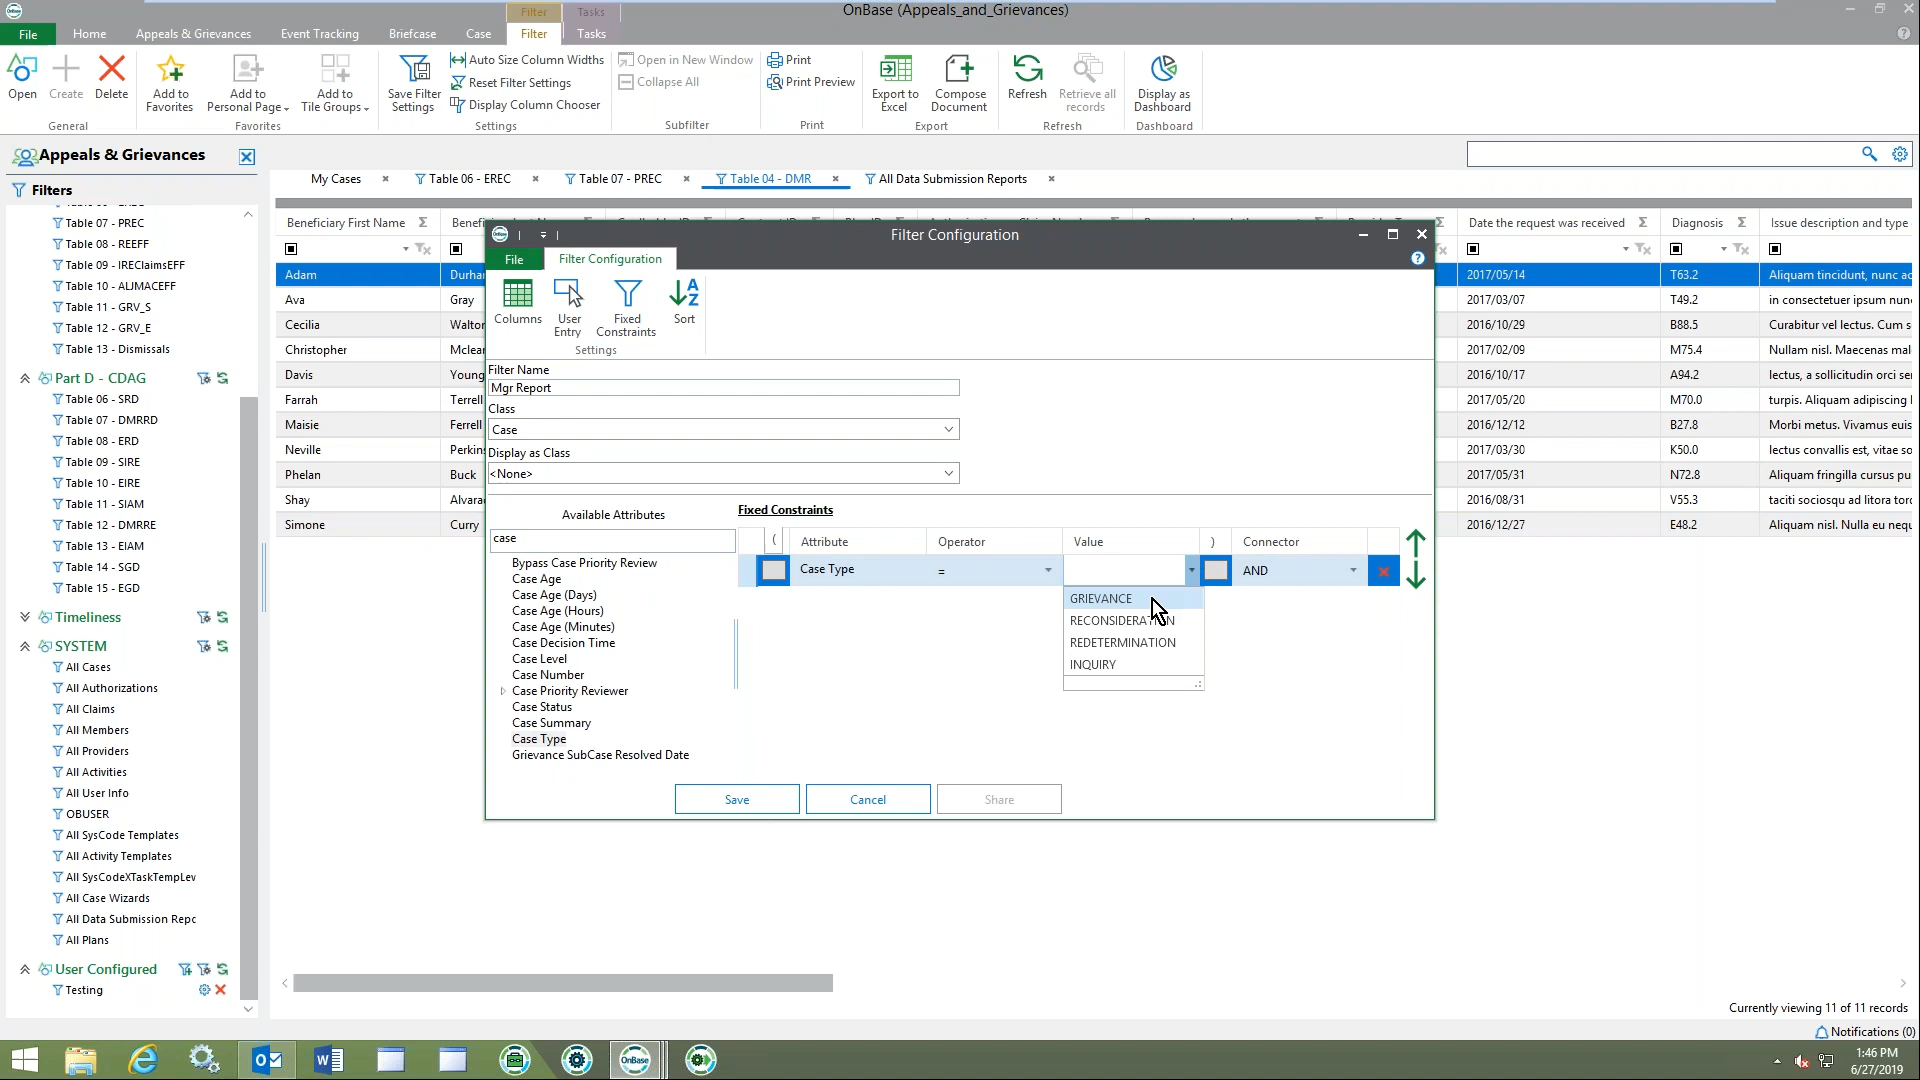 Filter Tasks OnBase (Appeals_and_Grievances)
File Home Appeals & Grievances Event Tracking Briefcase Case Filter Tasks
Open Create Delete
General
Add to Favorites
Add to Personal Page
Add to Tile Groups
Favorites
Save Filter Settings
Auto Size Column Widths
Reset Filter Settings
Display Column Chooser
Settings
Open in New Window
Collapse All
Subfilter
Print
Print Preview
Print
Export to Excel
Compose Document
Export
Refresh
Retrieve all records
Refresh
Display as Dashboard
Dashboard
Appeals & Grievances
Filters
Table 07 - PREC
Table 08 - REEFF
Table 09 - IREClaimsEFF
Table 10 - ALJMACEFF
Table 11 - GRV_S
Table 12 - GRV_E
Table 13 - Dismissals
Part D - CDAG
Table 06 - SRD
Table 07 - DMRRD
Table 08 - ERD
Table 09 - SIRE
Table 10 - EIRE
Table 11 - SIAM
Table 12 - DMRRE
Table 13 - EIAM
Table 14 - SGD
Table 15 - EGD
Timeliness
SYSTEM
All Cases
All Authorizations
All Claims
All Members
All Providers
All Activities
All User Info
OBUSER
All SysCode Templates
All Activity Templates
All SysCodeXTaskTempLev
All Case Wizards
All Data Submission Repc
All Plans
User Configured
Testing
My Cases Table 06 - EREC Table 07 - PREC Table 04 - DMR All Data Submission Reports
Beneficiary First Name Date the request was received Diagnosis Issue description and type
Adam Durha 2017/05/14 T63.2 Aliquam tincidunt, nunc ac
Ava Gray 2017/03/07 T49.2 in consectetuer ipsum nunc
Cecilia Walto 2016/10/29 B88.5 Curabitur vel lectus. Cum s
Christopher Mclea 2017/02/09 M75.4 Nullam nisl. Maecenas mal
Davis Young 2016/10/17 A94.2 lectus, a sollicitudin orci se
Farrah Terrell 2017/05/20 M70.0 turpis. Aliquam adipiscing l
Maisie Ferrell 2016/12/12 B27.8 Morbi metus. Vivamus euis
Neville Perkin 2017/03/30 K50.0 lectus convallis est, vitae so
Phelan Buck 2017/05/31 N72.8 Aliquam fringilla cursus pu
Shay Alvara 2016/08/31 V55.3 taciti sociosqu ad litora torc
Simone Curry 2016/12/27 E48.2 Aliquam nisl. Nulla eu nequ
Filter Configuration
File Filter Configuration
Columns
User Entry
Fixed Constraints
Sort
Settings
Filter Name
Mgr Report
Class
Case
Display as Class
<None>
Available Attributes
case
Bypass Case Priority Review
Case Age
Case Age (Days)
Case Age (Hours)
Case Age (Minutes)
Case Decision Time
Case Level
Case Number
Case Priority Reviewer
Case Status
Case Summary
Case Type
Grievance SubCase Resolved Date
Fixed Constraints
( Attribute Operator Value ) Connector
Case Type = AND
GRIEVANCE
RECONSIDERATION
REDETERMINATION
INQUIRY
Save Cancel Share
Currently viewing 11 of 11 records
Notifications (0)
OnBase
1:46 PM
6/27/2019